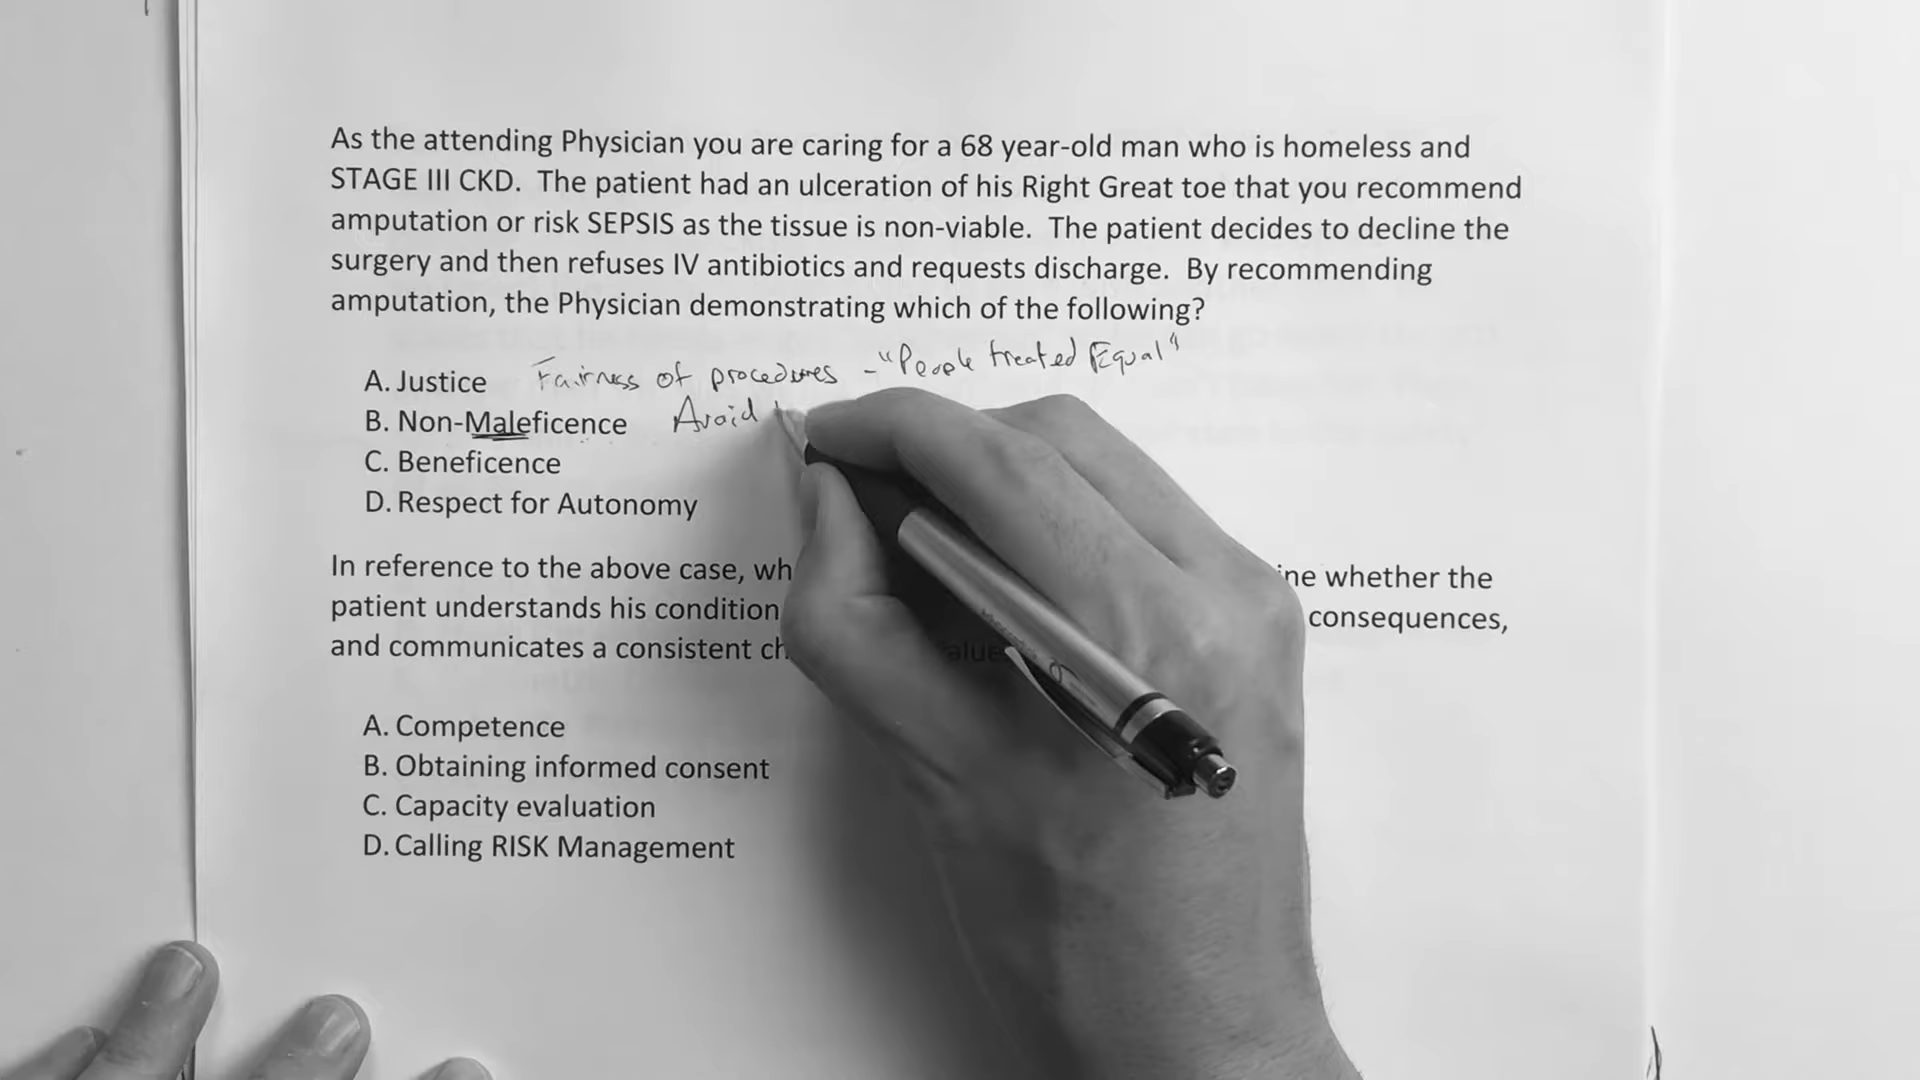 As the attending Physician you are caring for a 68 year-old man who is homeless and
STAGE III CKD. The patient had an ulceration of his Right Great toe that you recommend
amputation or risk SEPSIS as the tissue is non-viable. The patient decides to decline the
surgery and then refuses IV antibiotics and requests discharge. By recommending
amputation, the Physician demonstrating which of the following?
A. Justice Fairness of procedures - "People treated Equal"
B. Non-Maleficence Avoid
C. Beneficence
D. Respect for Autonomy
In reference to the above case, whether the
patient understands his condition consequences,
and communicates a consistent
A. Competence
B. Obtaining informed consent
C. Capacity evaluation
D. Calling RISK Management